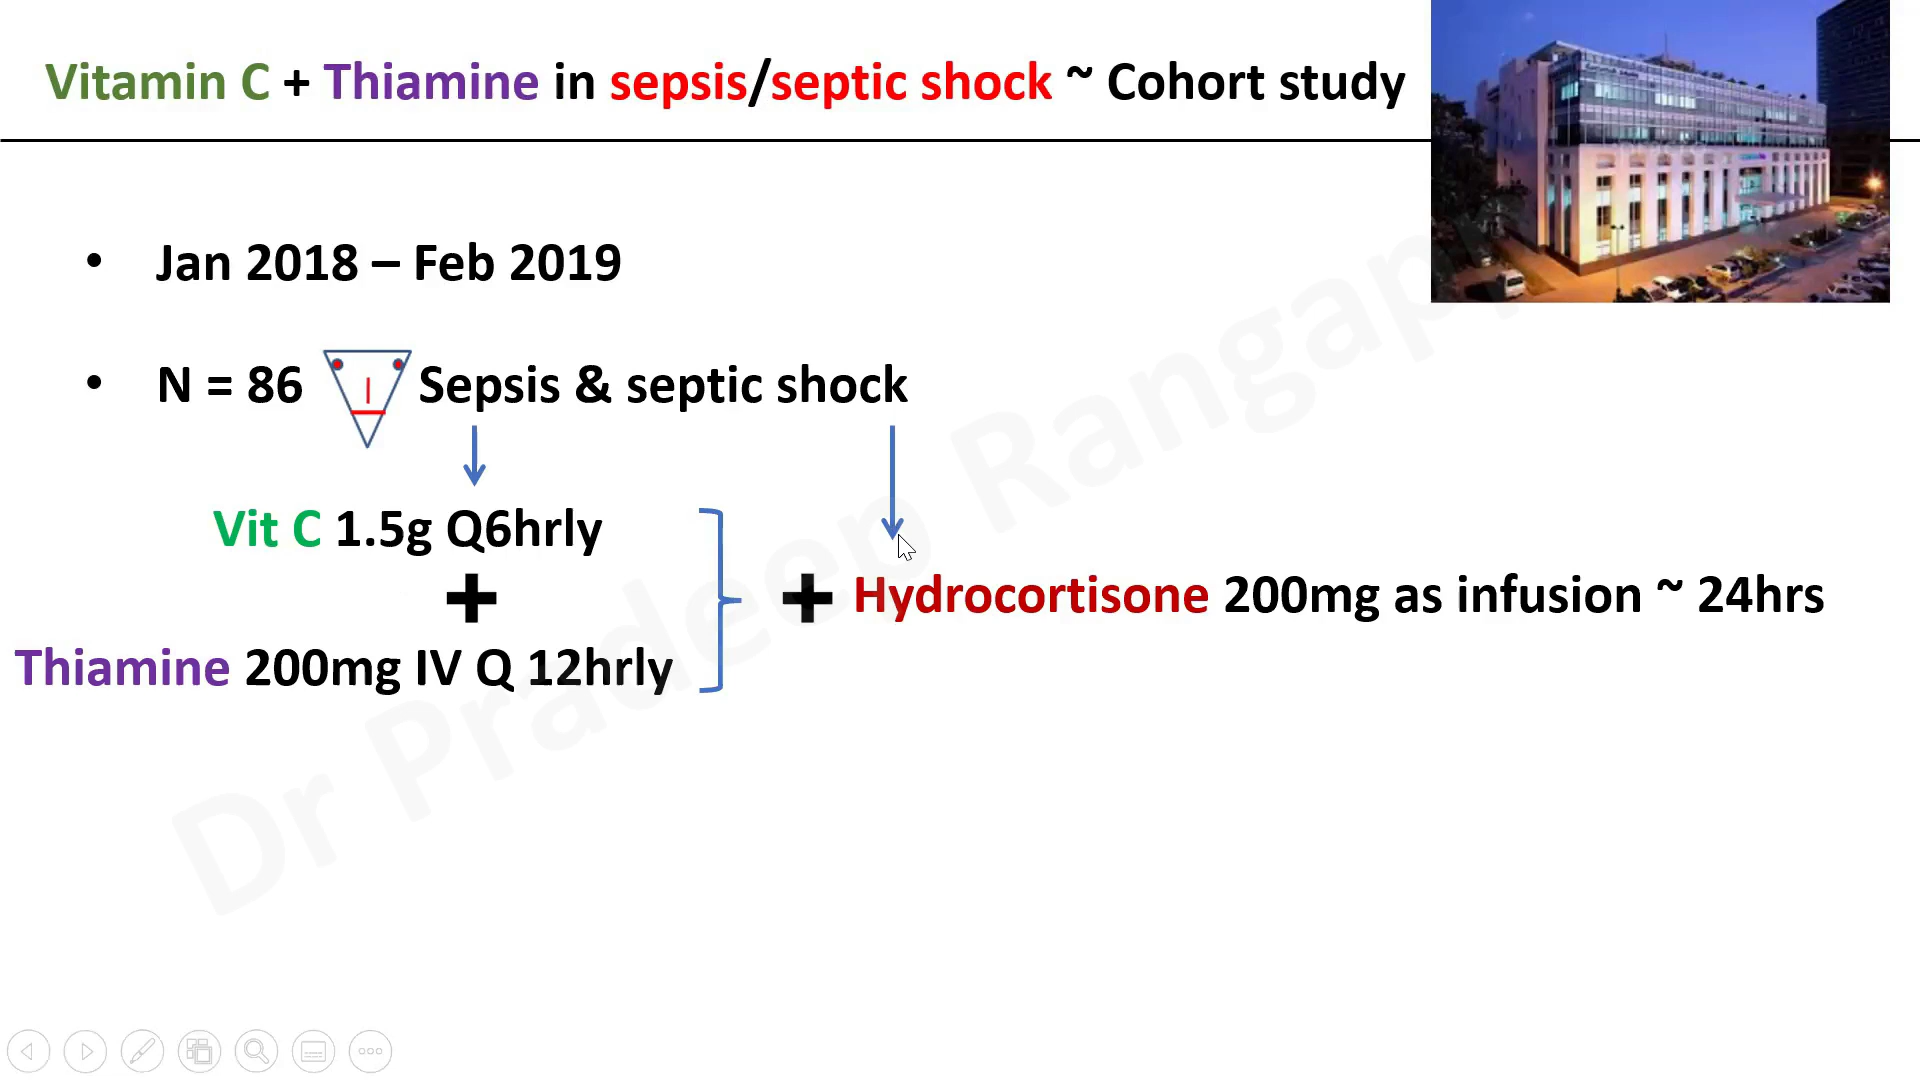 Vitamin C + Thiamine in sepsis/septic shock ~ Cohort study
• Jan 2018 – Feb 2019
• N = 86 Sepsis & septic shock
Vit C 1.5g Q6hrly
+
Thiamine 200mg IV Q 12hrly
+ Hydrocortisone 200mg as infusion ~ 24hrs
Dr Pradeep Rangapp